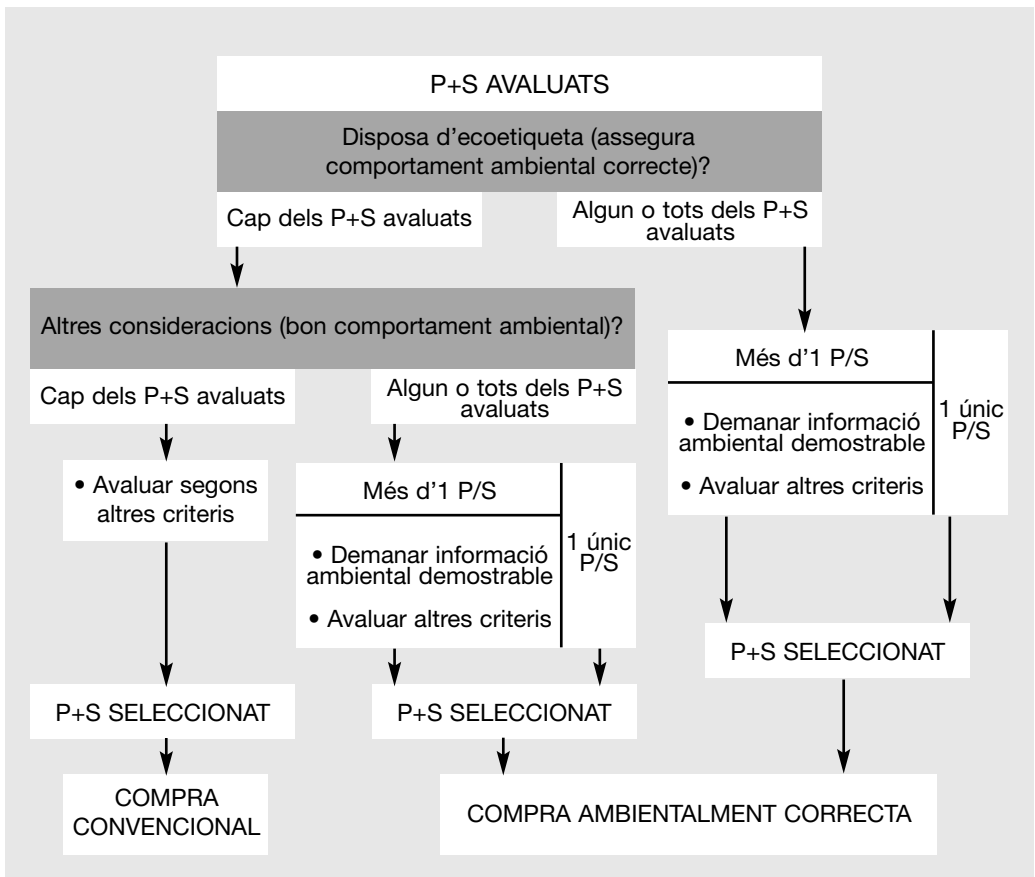 P+S AVALUATS
Disposa d'ecoetiqueta (assegura
comportament ambiental correcte)?
Cap dels P+S avaluats
Algun o tots dels P+S
avaluats
Altres consideracions (bon comportament ambiental)?
Cap dels P+S avaluats
Algun o tots dels P+S
avaluats
Més d'1 P/S
• Demanar informació
ambiental demostrable
• Avaluar altres criteris
1 únic
P/S
• Avaluar segons
altres criteris
Més d'1 P/S
• Demanar informació
ambiental demostrable
• Avaluar altres criteris
1 únic
P/S
P+S SELECCIONAT
P+S SELECCIONAT
P+S SELECCIONAT
COMPRA
CONVENCIONAL
COMPRA AMBIENTALMENT CORRECTA